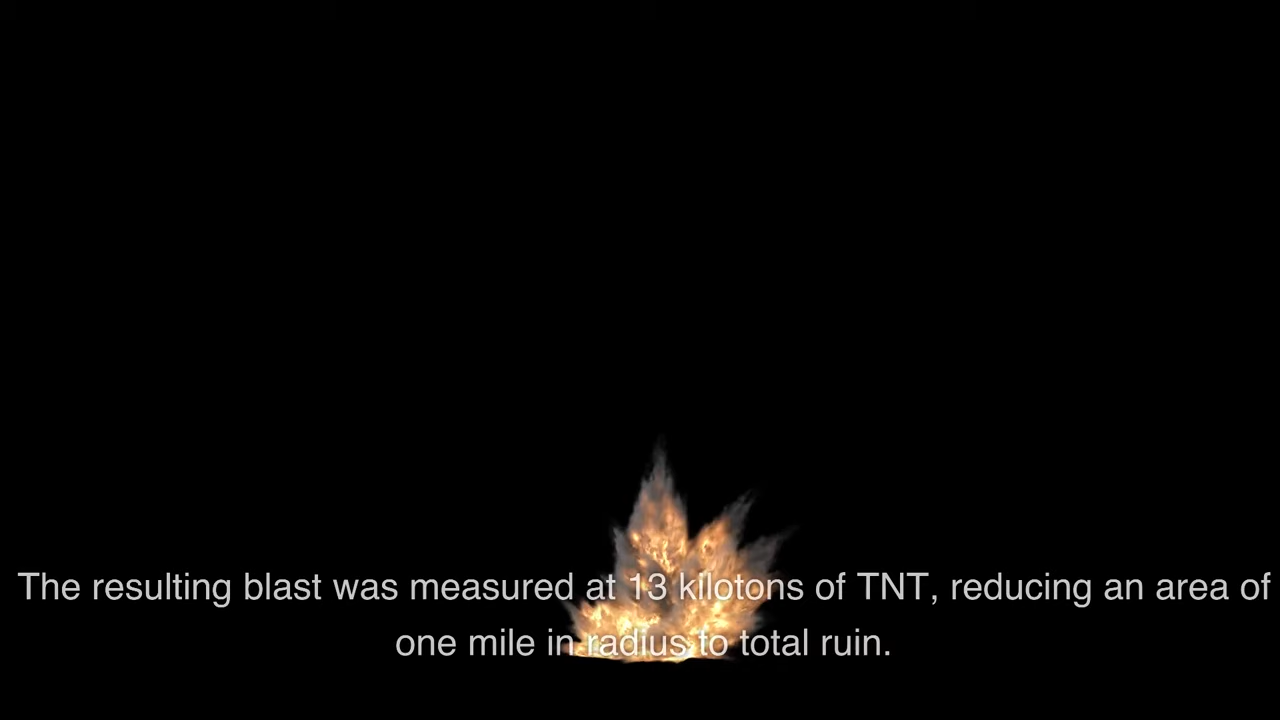 The resulting blast was measured at 13 kilotons of TNT, reducing an area of
one mile in radius to total ruin.